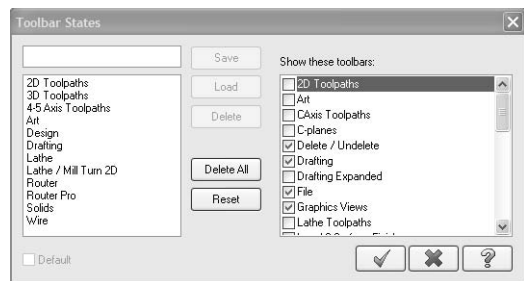 Toolbar States
Save
Load
Delete
Delete All
Reset
2D Toolpaths
3D Toolpaths
4-5 Axis Toolpaths
Art
Design
Drafting
Lathe
Lathe / Mill Turn 2D
Router
Router Pro
Solids
Wire
Default
Show these toolbars:
2D Toolpaths
Art
CAxis Toolpaths
C-planes
Delete / Undelete
Drafting
Drafting Expanded
File
Graphics Views
Lathe Toolpaths